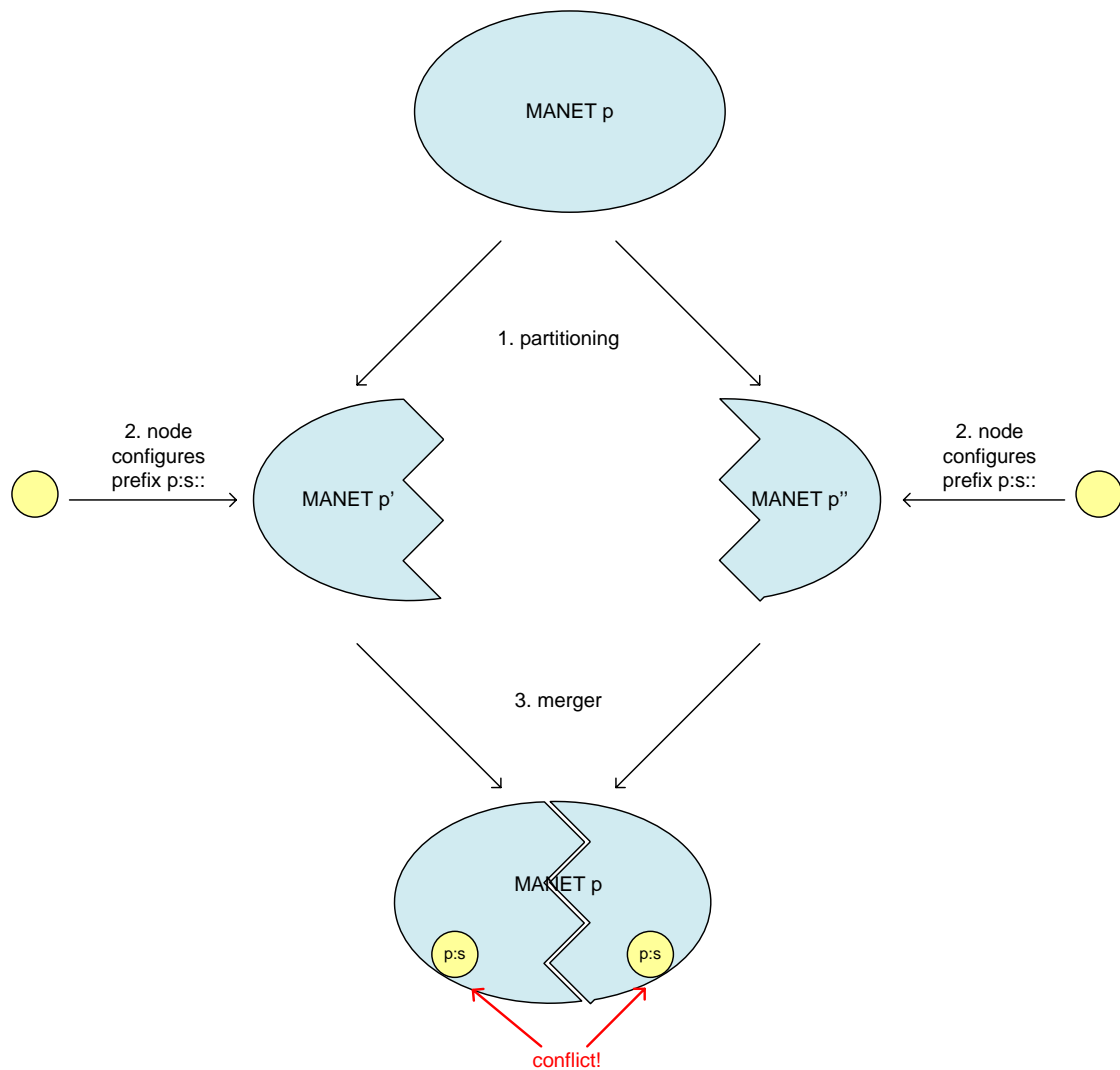 MANET p
1. partitioning
2. node
configures
prefix p:s::
2. node
configures
prefix p:s::
MANET p’
MANET p’’
3. merger
MANET p
p:s
p:s
conflict!